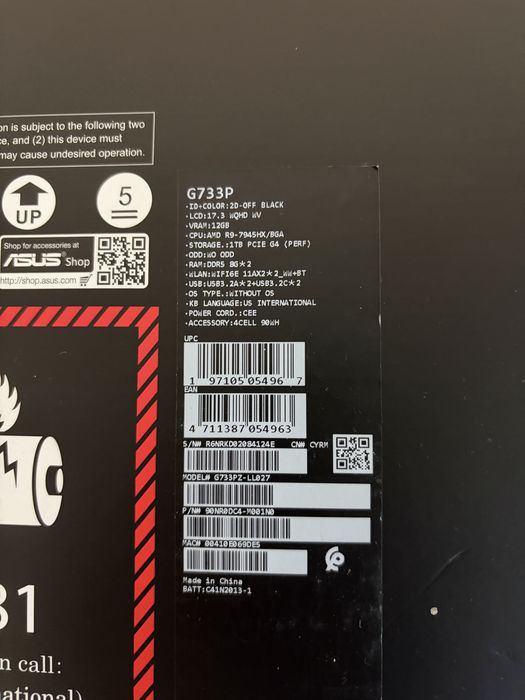 on is subject to the following two
ce, and (2) this device must
may cause undesired operation.
UP
5
Shop for accessories at
ASUS Shop
http://shop.asus.com
G733P
·ID+COLOR:2D-OFF BLACK
·LCD:17.3 WQHD WV
·VRAM:12GB
·CPU:AMD R9-7945HX/BGA
·STORAGE.:1TB PCIE G4 (PERF)
·ODD:WO ODD
·RAM:DDR5 8G*2
·WLAN:WIFI6E 11AX2*2_WW+BT
·USB:USB3.2A*2+USB3.2C*2
·OS TYPE.:WITHOUT OS
·KB LANGUAGE:US INTERNATIONAL
·POWER CORD.:CEE
·ACCESSORY:4CELL 90WH
UPC
1 97105 05496 7
EAN
4 711387 054963
S/N# R6NRKD02084124E CN# CYRM
MODEL# G733PZ-LL027
P/N# 90NR0DC4-M001N0
MAC# 00410E069DE5
Made in China
BATT:C41N2013-1
31
n call:
ational)